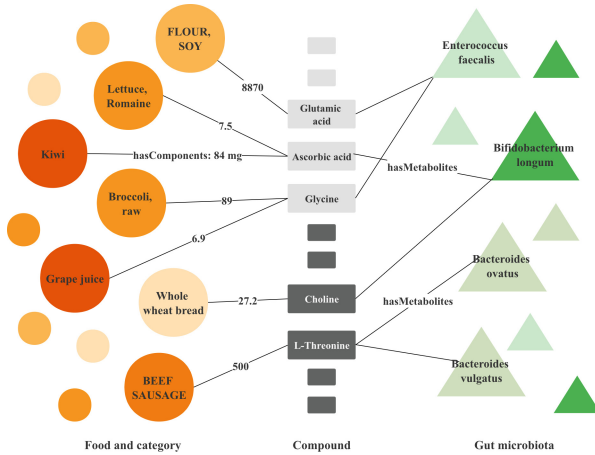 FLOUR,
SOY
Enterococcus
faecalis
8870
Lettuce,
Romaine
Glutamic
acid
7.5
Kiwi
hasComponents: 84 mg
Ascorbic acid
hasMetabolites
Bifidobacterium
longum
Broccoli,
raw
89
Glycine
6.9
Grape juice
Bacteroides
ovatus
Whole
wheat bread
27.2
Choline
hasMetabolites
L-Threonine
500
BEEF
SAUSAGE
Bacteroides
vulgatus
Food and category
Compound
Gut microbiota